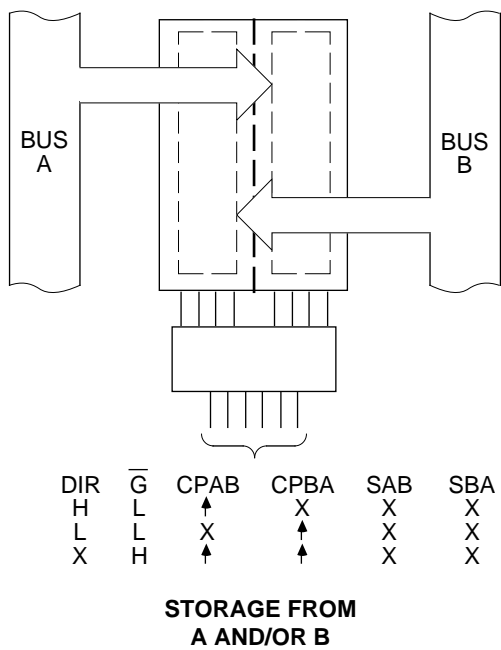 BUS
A
BUS
B
DIR G̅ CPAB CPBA SAB SBA
H L ↑ X X X
L L X ↑ X X
X H ↑ ↑ X X
STORAGE FROM
A AND/OR B